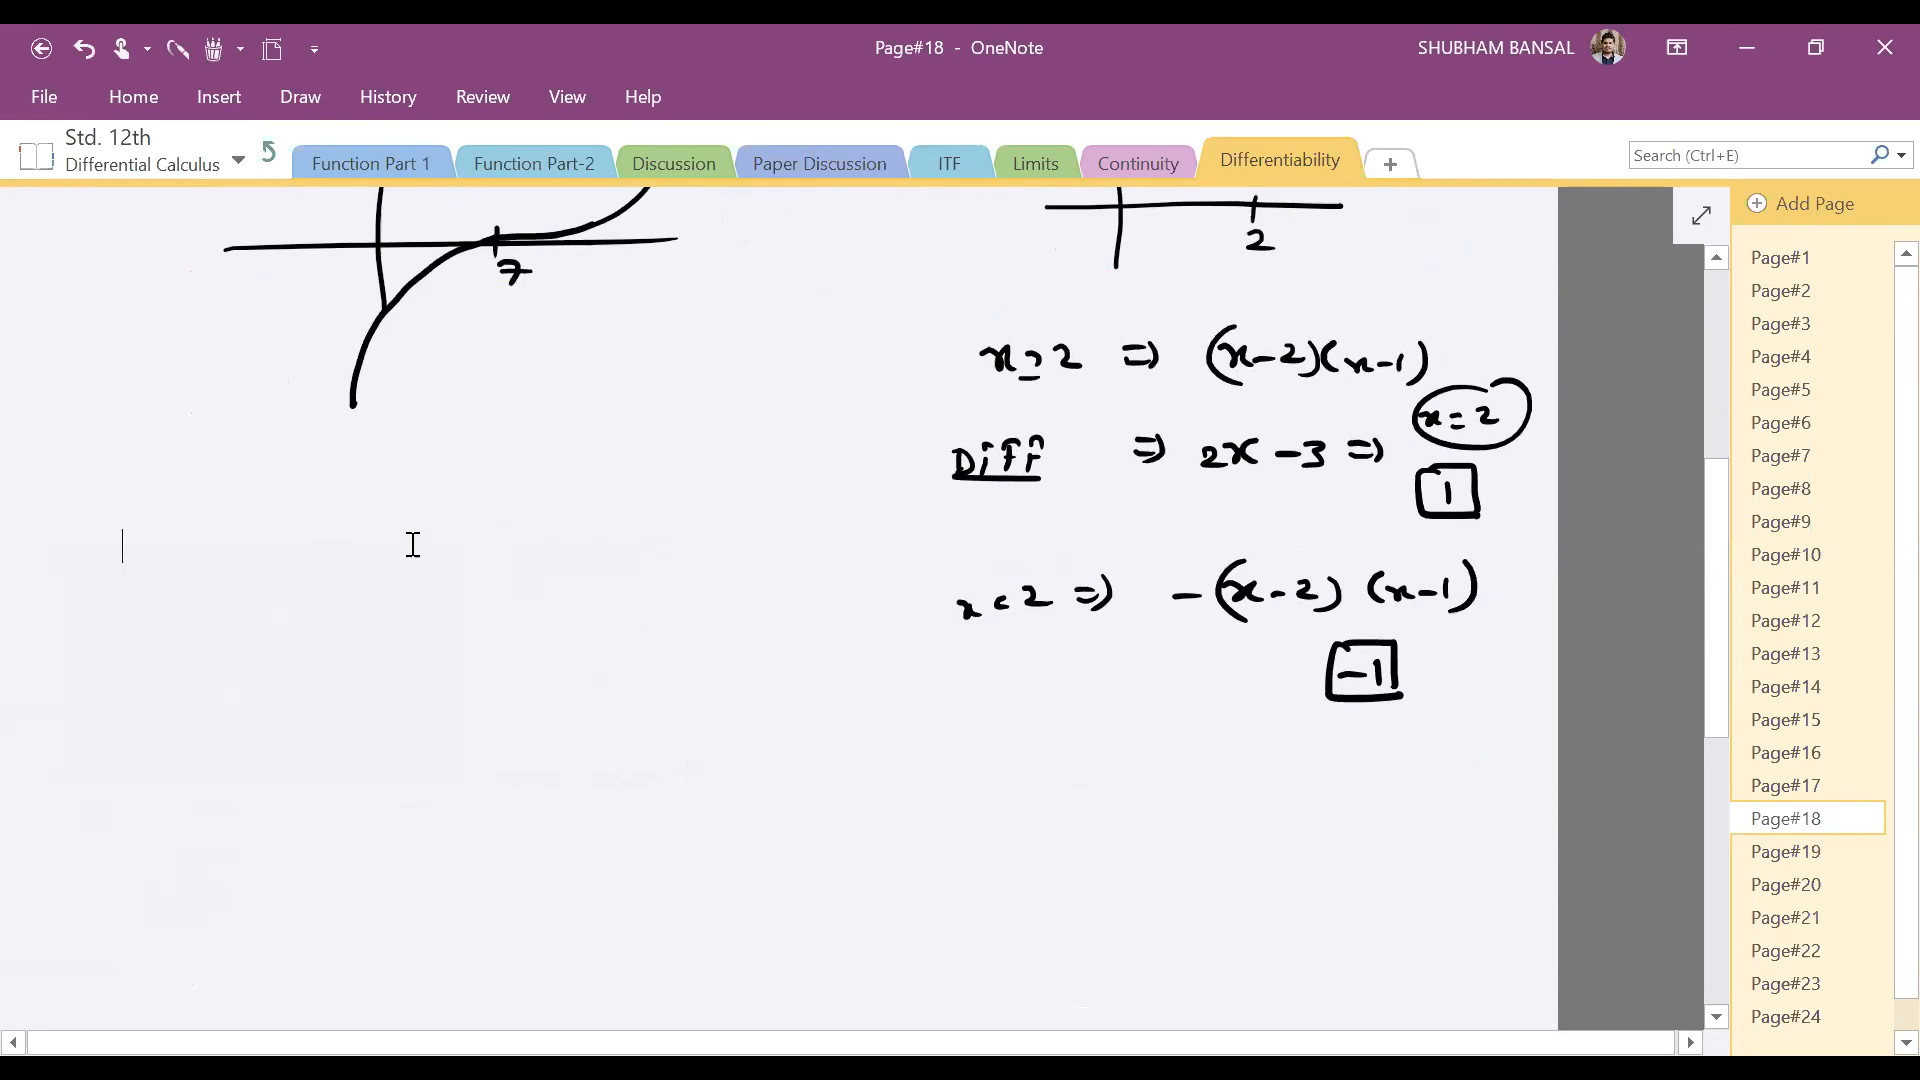 Page#18 - OneNote
SHUBHAM BANSAL
File Home Insert Draw History Review View Help
Std. 12th
Differential Calculus
Function Part 1
Function Part-2
Discussion
Paper Discussion
ITF
Limits
Continuity
Differentiability
Search (Ctrl+E)
Add Page
7
2
x ≥ 2 ⇒ (x-2)(x-1)
x = 2
Diff ⇒ 2x - 3 ⇒
1
x < 2 ⇒ -(x-2) (x-1)
-1
Page#1
Page#2
Page#3
Page#4
Page#5
Page#6
Page#7
Page#8
Page#9
Page#10
Page#11
Page#12
Page#13
Page#14
Page#15
Page#16
Page#17
Page#18
Page#19
Page#20
Page#21
Page#22
Page#23
Page#24